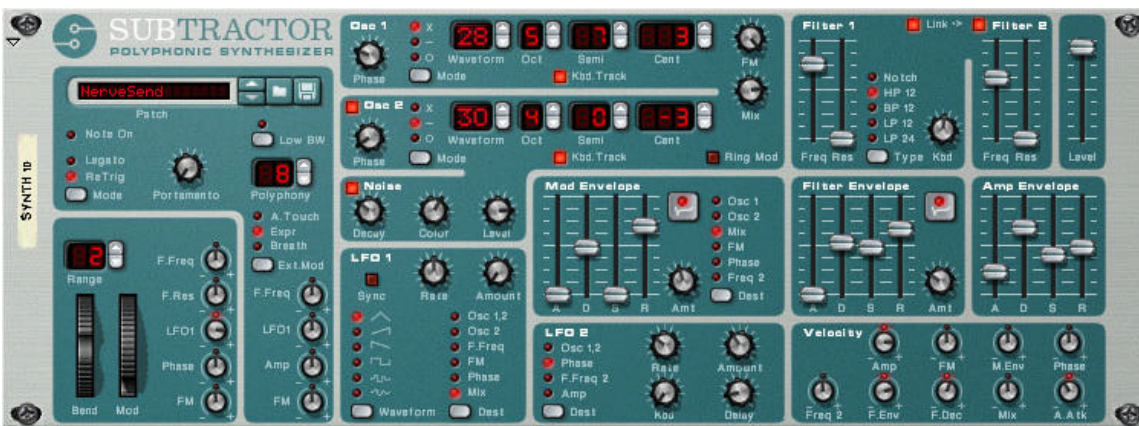 SUBTRACTOR
POLYPHONIC SYNTHESIZER
NerveSend
Patch
Note On
Low BW
Legato
ReTrig
Mode
Portamento
8
Polyphony
SYNTH 10
2
Range
A.Touch
Expr
Breath
Ext.Mod
F.Freq
F.Res
LFO1
Phase
FM
F.Freq
LFO1
Amp
FM
Bend Mod
Osc 1
X
–
O
Phase
Mode
28 5 7 3
Waveform Oct Semi Cent
Kbd.Track
FM
Osc 2
X
–
O
Phase
Mode
30 4 0 -3
Waveform Oct Semi Cent
Kbd.Track
Mix
Ring Mod
Noise
Decay Color Level
LFO 1
Sync
Rate Amount
Osc 1,2
Osc 2
F.Freq
FM
Phase
Mix
Waveform Dest
Mod Envelope
A D S R
Amt
Osc 1
Osc 2
Mix
FM
Phase
Freq 2
Dest
LFO 2
Osc 1,2
Phase
F.Freq 2
Amp
Dest
Rate Amount
Kbd Delay
Filter 1
Link ->
Filter 2
Notch
HP 12
BP 12
LP 12
LP 24
Type
Freq Res
Kbd
Freq Res
Level
Filter Envelope
A D S R
Amt
Amp Envelope
A D S R
Velocity
Amp FM M.Env Phase
Freq 2 F.Env F.Dec Mix A.Atk